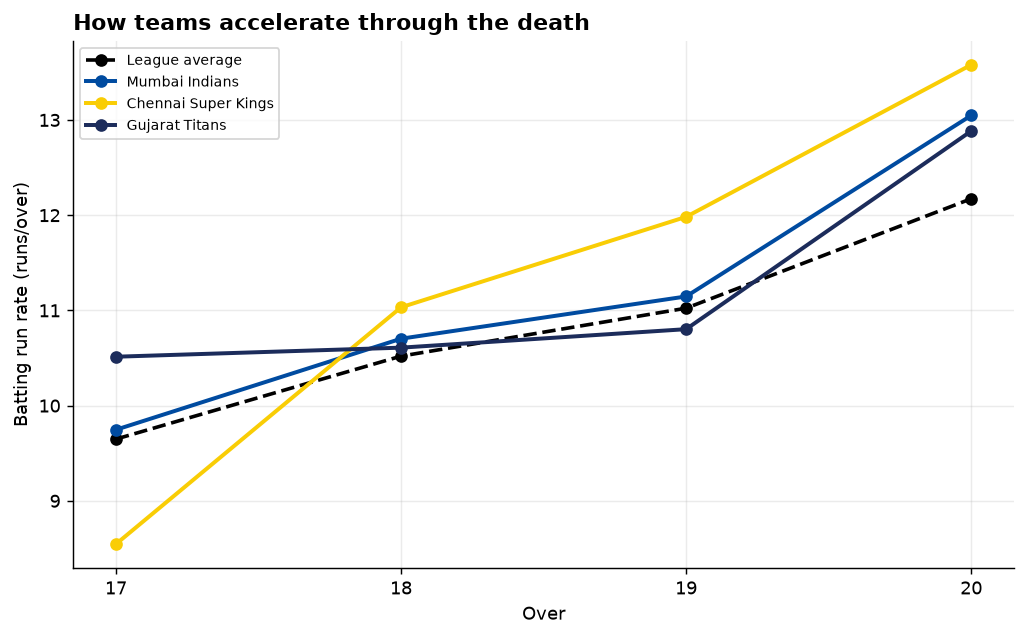 How teams accelerate through the death
League average
Mumbai Indians
Chennai Super Kings
Gujarat Titans
Batting run rate (runs/over)
13
12
11
10
9
17 18 19 20
Over